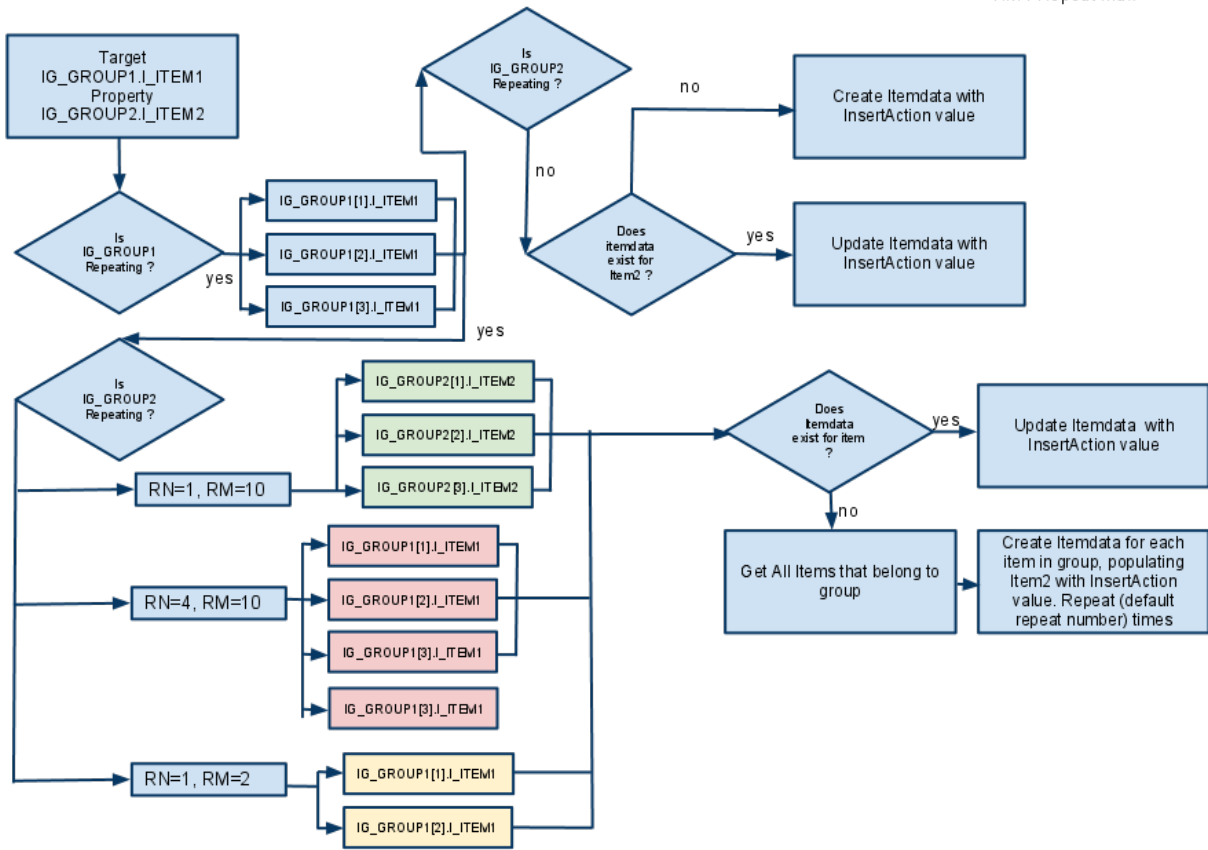 Target
IG_GROUP1.I_ITEM1
Property
IG_GROUP2.I_ITEM2
Is
IG_GROUP2
Repeating ?
no
Create Itemdata with
InsertAction value
no
Is
IG_GROUP1
Repeating ?
yes
IG_GROUP1[1].I_ITEM1
IG_GROUP1[2].I_ITEM1
IG_GROUP1[3].I_ITEM1
Does
itemdata
exist for
Item2 ?
yes
Update Itemdata with
InsertAction value
yes
Is
IG_GROUP2
Repeating ?
RN=1, RM=10
IG_GROUP2[1].I_ITEM2
IG_GROUP2[2].I_ITEM2
IG_GROUP2[3].I_ITEM2
Does
itemdata
exist for item
?
yes
Update Itemdata with
InsertAction value
no
Get All Items that belong to
group
Create Itemdata for each
item in group, populating
Item2 with InsertAction
value. Repeat (default
repeat number) times
RN=4, RM=10
IG_GROUP1[1].I_ITEM1
IG_GROUP1[2].I_ITEM1
IG_GROUP1[3].I_ITEM1
IG_GROUP1[3].I_ITEM1
RN=1, RM=2
IG_GROUP1[1].I_ITEM1
IG_GROUP1[2].I_ITEM1